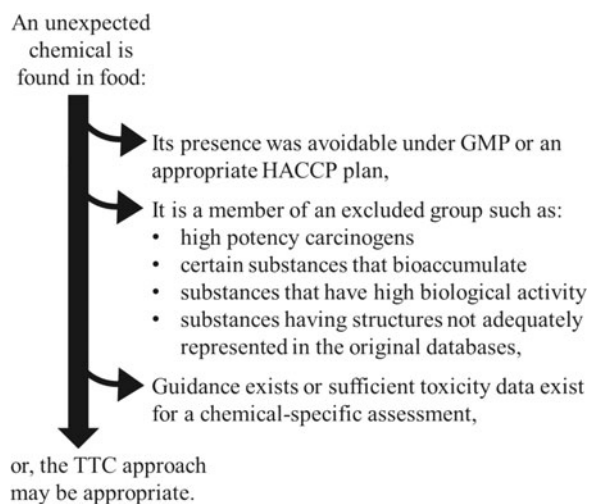 An unexpected
chemical is
found in food:
Its presence was avoidable under GMP or an
appropriate HACCP plan,
It is a member of an excluded group such as:
• high potency carcinogens
• certain substances that bioaccumulate
• substances that have high biological activity
• substances having structures not adequately
represented in the original databases,
Guidance exists or sufficient toxicity data exist
for a chemical-specific assessment,
or, the TTC approach
may be appropriate.